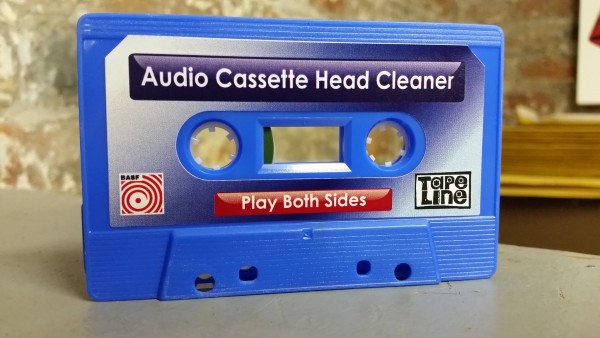 Audio Cassette Head Cleaner
BASF
Play Both Sides
TAPE
LINE